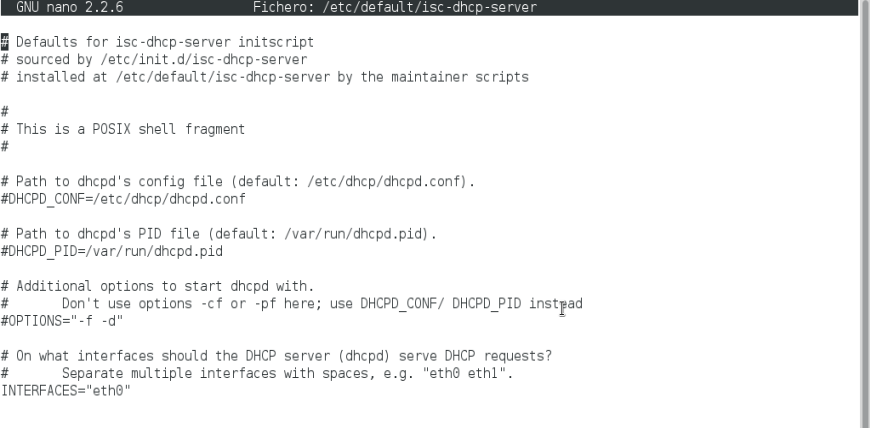 GNU nano 2.2.6 Fichero: /etc/default/isc-dhcp-server
# Defaults for isc-dhcp-server initscript
# sourced by /etc/init.d/isc-dhcp-server
# installed at /etc/default/isc-dhcp-server by the maintainer scripts
#
# This is a POSIX shell fragment
#
# Path to dhcpd's config file (default: /etc/dhcp/dhcpd.conf).
#DHCPD_CONF=/etc/dhcp/dhcpd.conf
# Path to dhcpd's PID file (default: /var/run/dhcpd.pid).
#DHCPD_PID=/var/run/dhcpd.pid
# Additional options to start dhcpd with.
#       Don't use options -cf or -pf here; use DHCPD_CONF/ DHCPD_PID instead
#OPTIONS="-f -d"
# On what interfaces should the DHCP server (dhcpd) serve DHCP requests?
#       Separate multiple interfaces with spaces, e.g. "eth0 eth1".
INTERFACES="eth0"